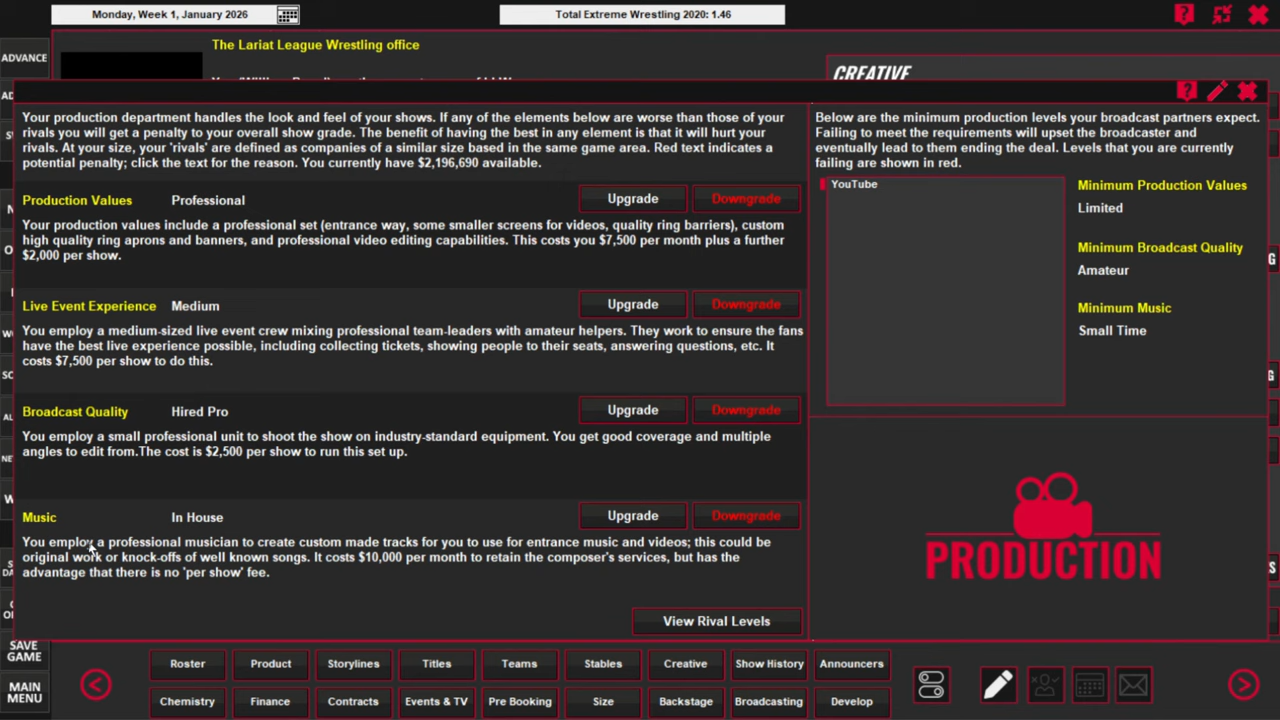 Monday, Week 1, January 2026
Total Extreme Wrestling 2020: 1.46
The Lariat League Wrestling office
ADVANCE
CREATIVE
Your production department handles the look and feel of your shows. If any of the elements below are worse than those of your
rivals you will get a penalty to your overall show grade. The benefit of having the best in any element is that it will hurt your
rivals. At your size, your 'rivals' are defined as companies of a similar size based in the same game area. Red text indicates a
potential penalty; click the text for the reason. You currently have $2,196,690 available.
Production Values
Professional
Upgrade
Downgrade
Your production values include a professional set (entrance way, some smaller screens for videos, quality ring barriers), custom
high quality ring aprons and banners, and professional video editing capabilities. This costs you $7,500 per month plus a further
$2,000 per show.
Live Event Experience
Medium
Upgrade
Downgrade
You employ a medium-sized live event crew mixing professional team-leaders with amateur helpers. They work to ensure the fans
have the best live experience possible, including collecting tickets, showing people to their seats, answering questions, etc. It
costs $7,500 per show to do this.
Broadcast Quality
Hired Pro
Upgrade
Downgrade
You employ a small professional unit to shoot the show on industry-standard equipment. You get good coverage and multiple
angles to edit from.The cost is $2,500 per show to run this set up.
Music
In House
Upgrade
Downgrade
You employ a professional musician to create custom made tracks for you to use for entrance music and videos; this could be
original work or knock-offs of well known songs. It costs $10,000 per month to retain the composer's services, but has the
advantage that there is no 'per show' fee.
View Rival Levels
Below are the minimum production levels your broadcast partners expect.
Failing to meet the requirements will upset the broadcaster and
eventually lead to them ending the deal. Levels that you are currently
failing are shown in red.
YouTube
Minimum Production Values
Limited
Minimum Broadcast Quality
Amateur
Minimum Music
Small Time
PRODUCTION
SAVE
GAME
MAIN
MENU
Roster
Product
Storylines
Titles
Teams
Stables
Creative
Show History
Announcers
Chemistry
Finance
Contracts
Events & TV
Pre Booking
Size
Backstage
Broadcasting
Develop